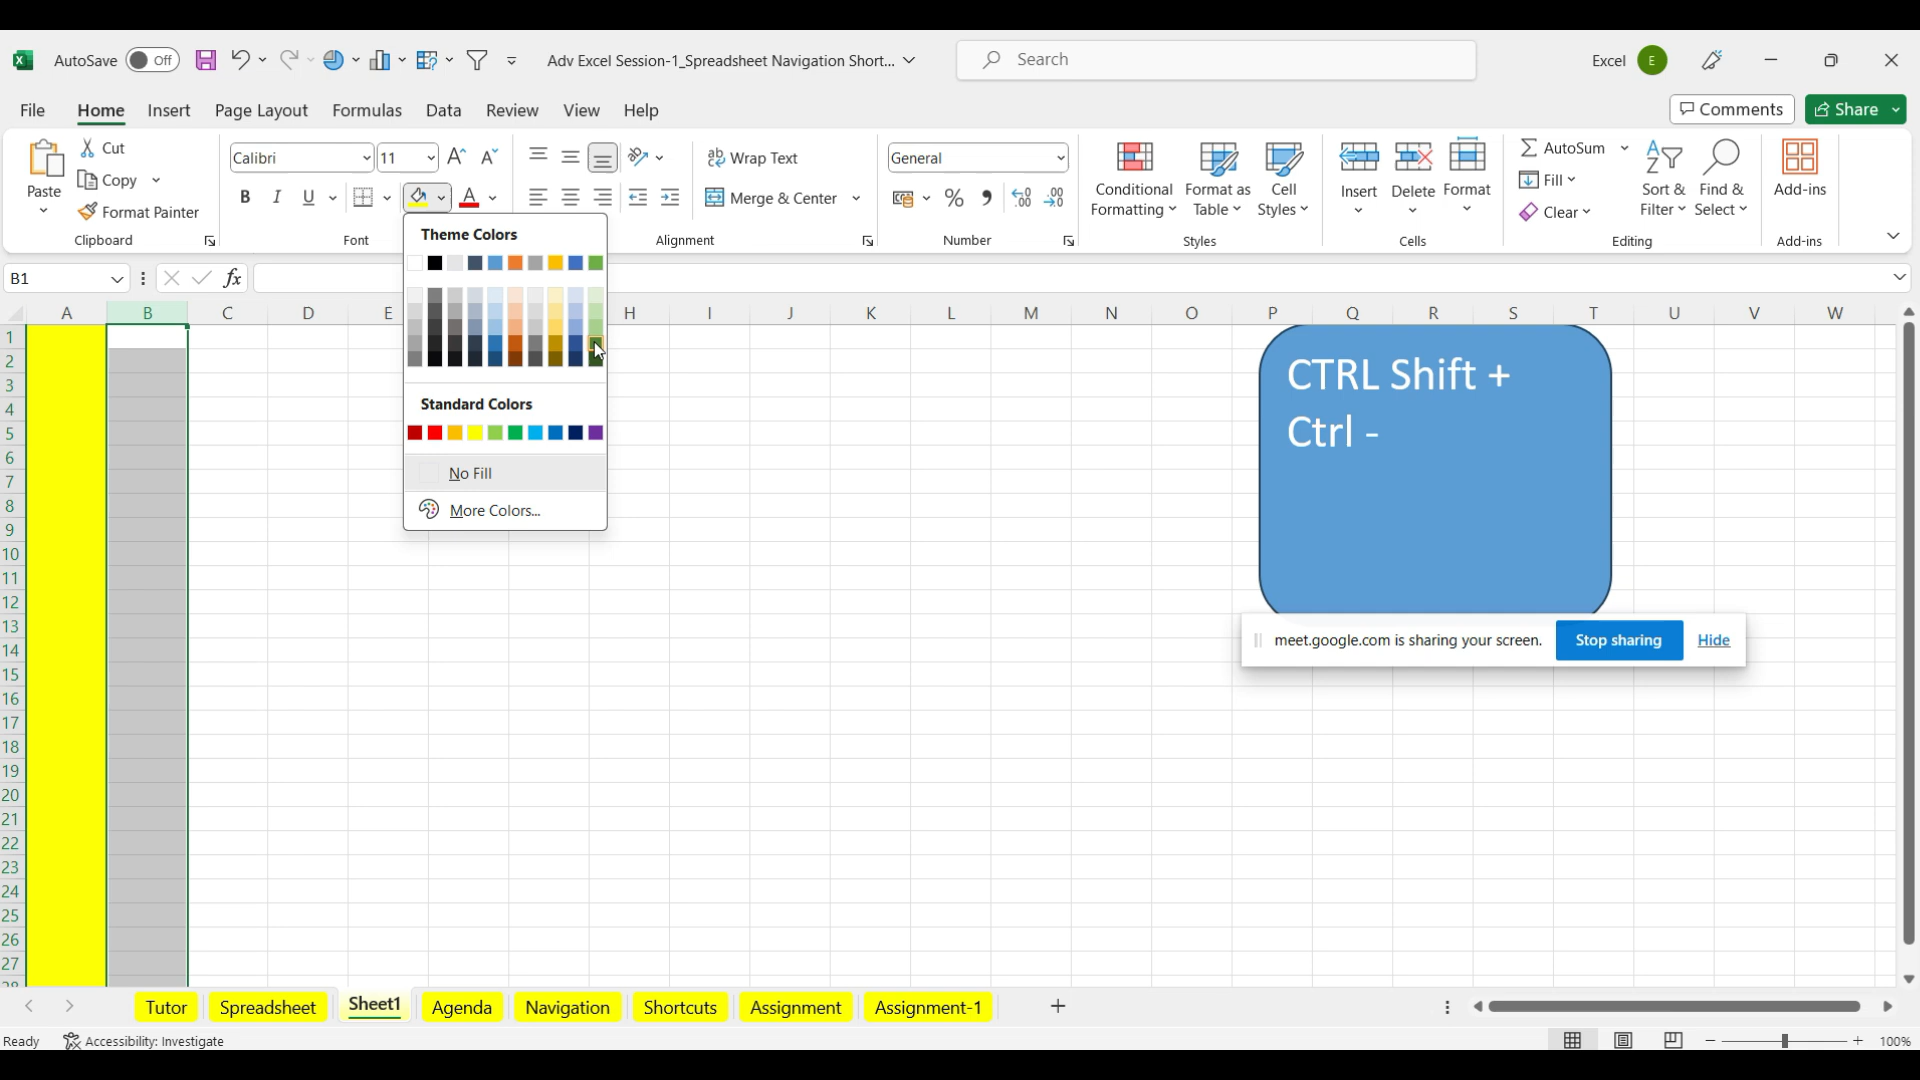 AutoSave Off Adv Excel Session-1_Spreadsheet Navigation Short... Search Excel E
File Home Insert Page Layout Formulas Data Review View Help Comments Share
Paste Cut Copy Format Painter
Calibri 11
B I U A
ab Wrap Text
Merge & Center
General
% 9
Conditional Formatting Format as Table Cell Styles
Insert Delete Format
AutoSum
Fill
Clear
Sort & Filter Find & Select
Add-ins
Clipboard Font Alignment Number Styles Cells Editing Add-ins
B1 fx
Theme Colors
Standard Colors
No Fill
More Colors...
A B C D E H I J K L M N O P Q R S T U V W
1
2
3
4
5
6
7
8
9
10
11
12
13
14
15
16
17
18
19
20
21
22
23
24
25
26
27
28
CTRL Shift +
Ctrl -
meet.google.com is sharing your screen. Stop sharing Hide
Tutor Spreadsheet Sheet1 Agenda Navigation Shortcuts Assignment Assignment-1 +
Ready Accessibility: Investigate 100%